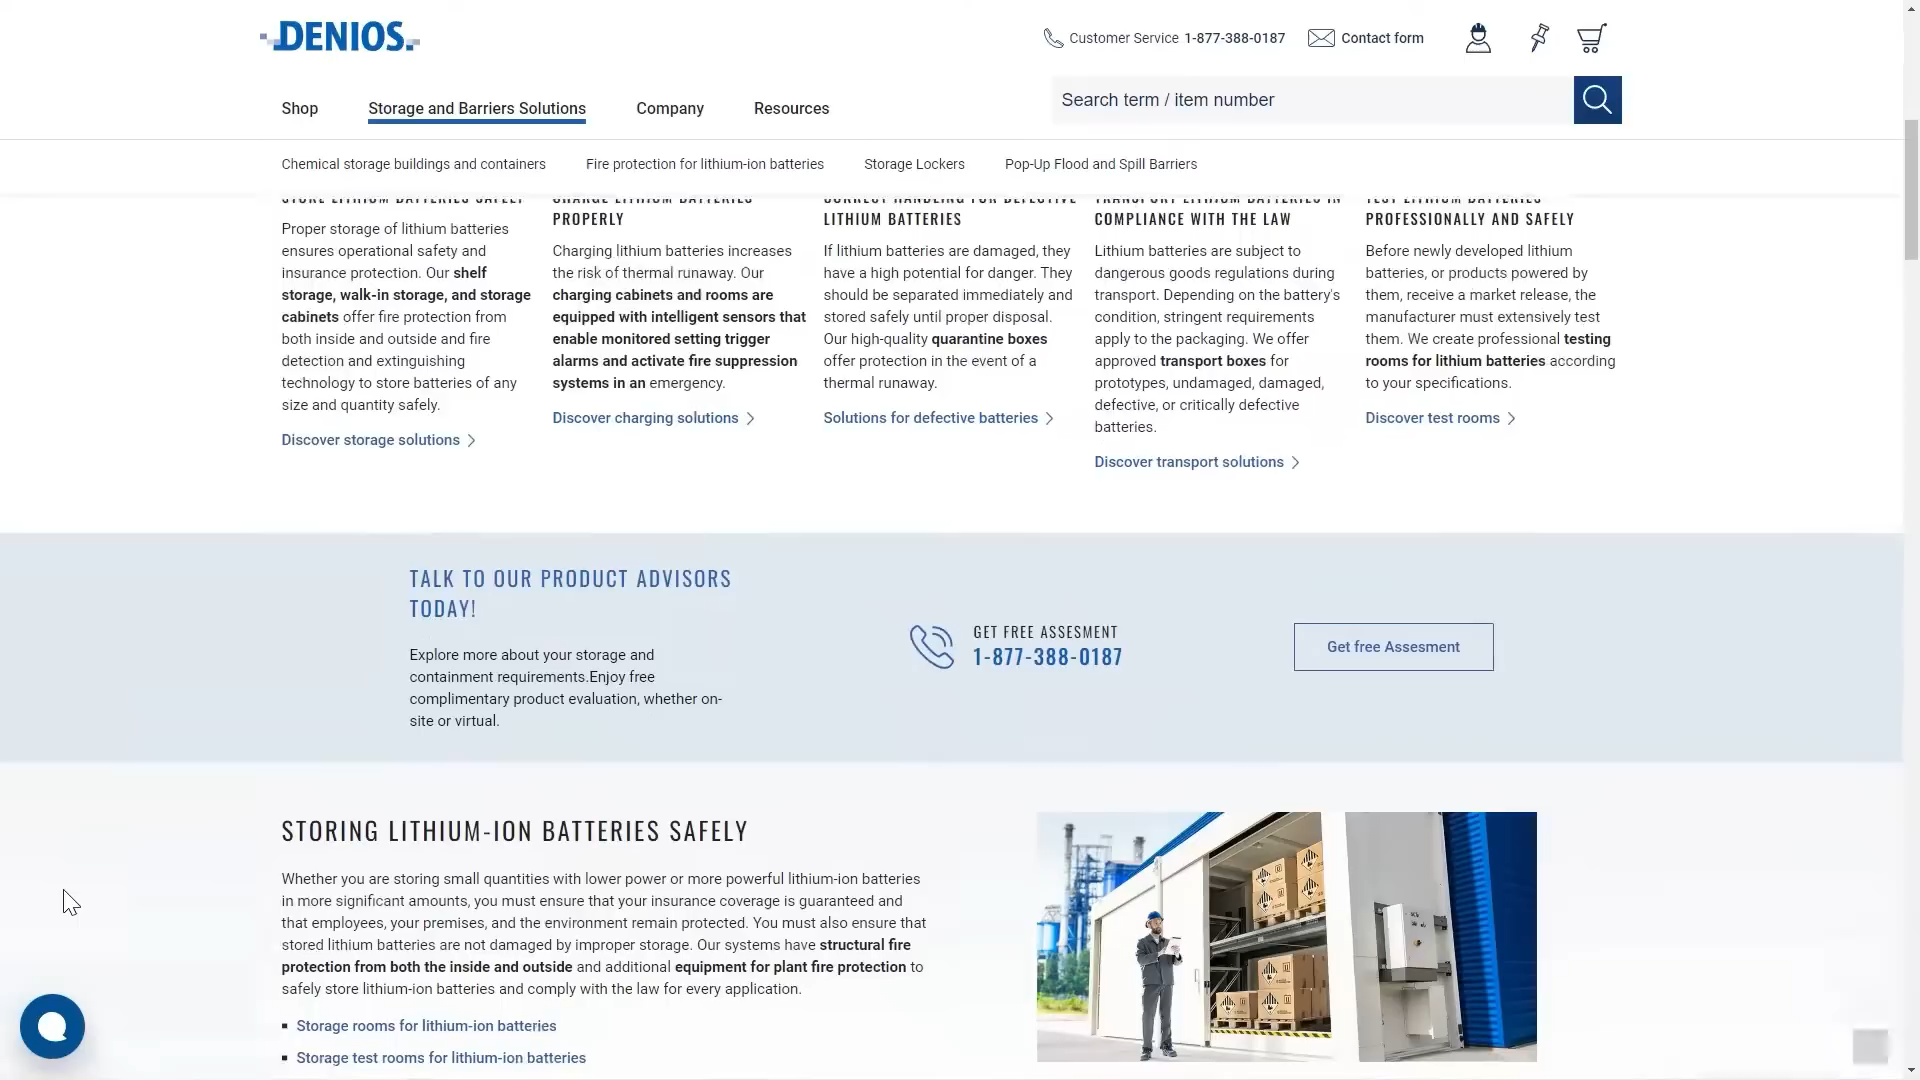 DENIOS.
Customer Service 1-877-388-0187
Contact form
Shop
Storage and Barriers Solutions
Company
Resources
Search term / item number
Chemical storage buildings and containers
Fire protection for lithium-ion batteries
Storage Lockers
Pop-Up Flood and Spill Barriers
STORE LITHIUM BATTERIES SAFELY
Proper storage of lithium batteries
ensures operational safety and
insurance protection. Our shelf
storage, walk-in storage, and storage
cabinets offer fire protection from
both inside and outside and fire
detection and extinguishing
technology to store batteries of any
size and quantity safely.
Discover storage solutions
CHARGE LITHIUM BATTERIES
PROPERLY
Charging lithium batteries increases
the risk of thermal runaway. Our
charging cabinets and rooms are
equipped with intelligent sensors that
enable monitored setting trigger
alarms and activate fire suppression
systems in an emergency.
Discover charging solutions
CORRECT HANDLING FOR DEFECTIVE
LITHIUM BATTERIES
If lithium batteries are damaged, they
have a high potential for danger. They
should be separated immediately and
stored safely until proper disposal.
Our high-quality quarantine boxes
offer protection in the event of a
thermal runaway.
Solutions for defective batteries
TRANSPORT LITHIUM BATTERIES IN
COMPLIANCE WITH THE LAW
Lithium batteries are subject to
dangerous goods regulations during
transport. Depending on the battery's
condition, stringent requirements
apply to the packaging. We offer
approved transport boxes for
prototypes, undamaged, damaged,
defective, or critically defective
batteries.
Discover transport solutions
TEST LITHIUM BATTERIES
PROFESSIONALLY AND SAFELY
Before newly developed lithium
batteries, or products powered by
them, receive a market release, the
manufacturer must extensively test
them. We create professional testing
rooms for lithium batteries according
to your specifications.
Discover test rooms
TALK TO OUR PRODUCT ADVISORS
TODAY!
Explore more about your storage and
containment requirements.Enjoy free
complimentary product evaluation, whether on-
site or virtual.
GET FREE ASSESMENT
1-877-388-0187
Get free Assesment
STORING LITHIUM-ION BATTERIES SAFELY
Whether you are storing small quantities with lower power or more powerful lithium-ion batteries
in more significant amounts, you must ensure that your insurance coverage is guaranteed and
that employees, your premises, and the environment remain protected. You must also ensure that
stored lithium batteries are not damaged by improper storage. Our systems have structural fire
protection from both the inside and outside and additional equipment for plant fire protection to
safely store lithium-ion batteries and comply with the law for every application.
Storage rooms for lithium-ion batteries
Storage test rooms for lithium-ion batteries